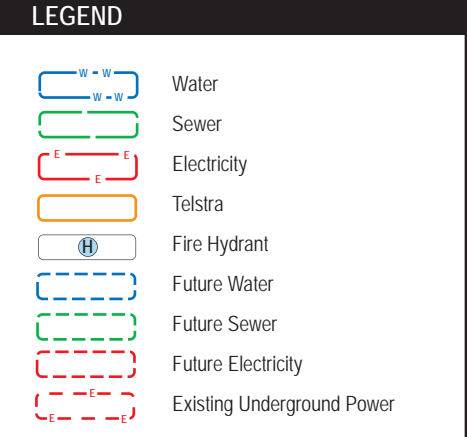 LEGEND
W W
W W
Water
Sewer
E E
E
Electricity
Telstra
H
Fire Hydrant
Future Water
Future Sewer
Future Electricity
E
E E
Existing Underground Power